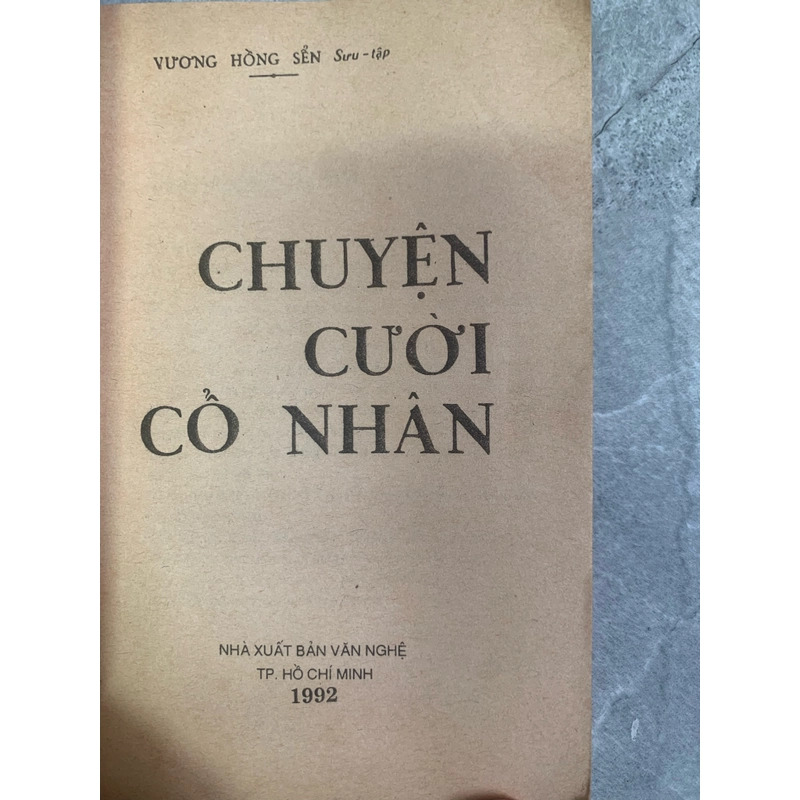 VƯƠNG HỒNG SỂN Sưu-tập
CHUYỆN
CƯỜI
CỔ NHÂN
NHÀ XUẤT BẢN VĂN NGHỆ
TP. HỒ CHÍ MINH
1992